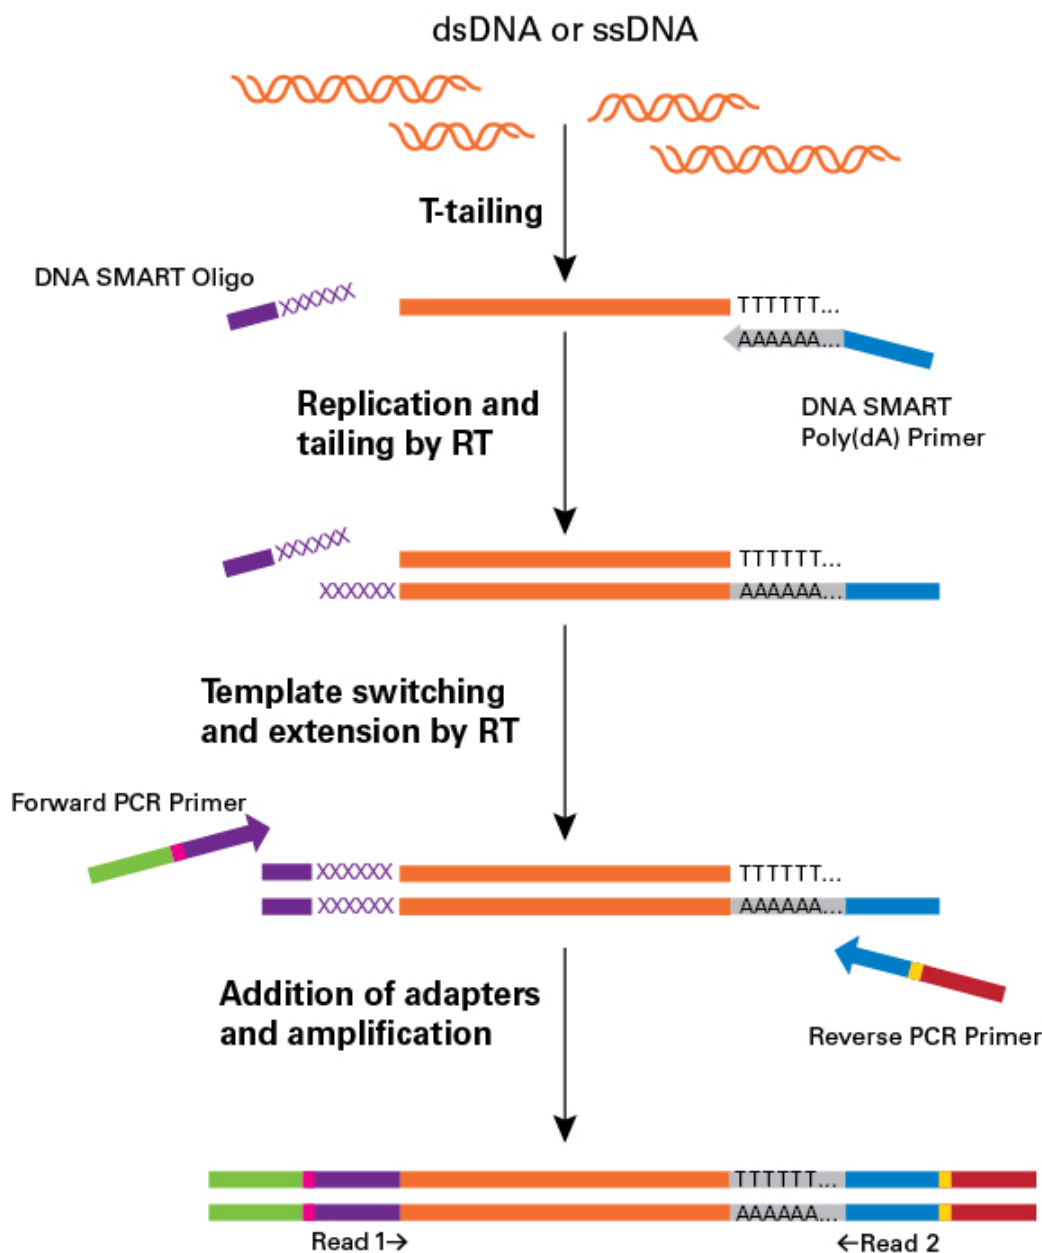 dsDNA or ssDNA
T-tailing
DNA SMART Oligo
XXXXXX
TTTTTT...
AAAAAA...
DNA SMART
Poly(dA) Primer
Replication and
tailing by RT
XXXXXX
TTTTTT...
XXXXXX
AAAAAA...
Template switching
and extension by RT
Forward PCR Primer
XXXXXX
TTTTTT...
XXXXXX
AAAAAA...
Addition of adapters
and amplification
Reverse PCR Primer
TTTTTT...
AAAAAA...
Read 1→
←Read 2